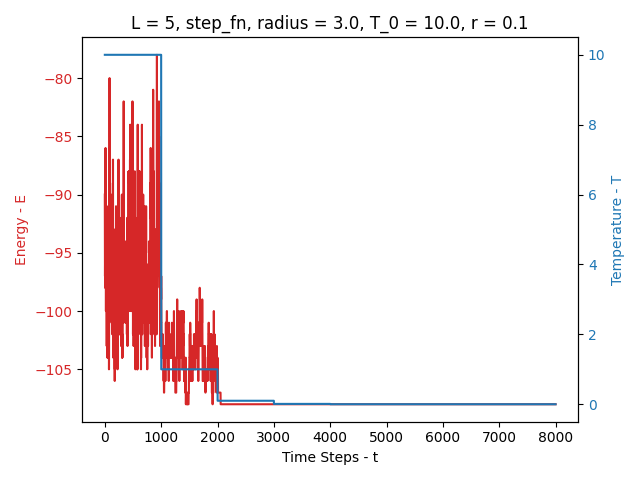 L = 5, step_fn, radius = 3.0, T_0 = 10.0, r = 0.1
Energy - E
−80
−85
−90
−95
−100
−105
10
8
6
4
2
0
Temperature - T
0 1000 2000 3000 4000 5000 6000 7000 8000
Time Steps - t